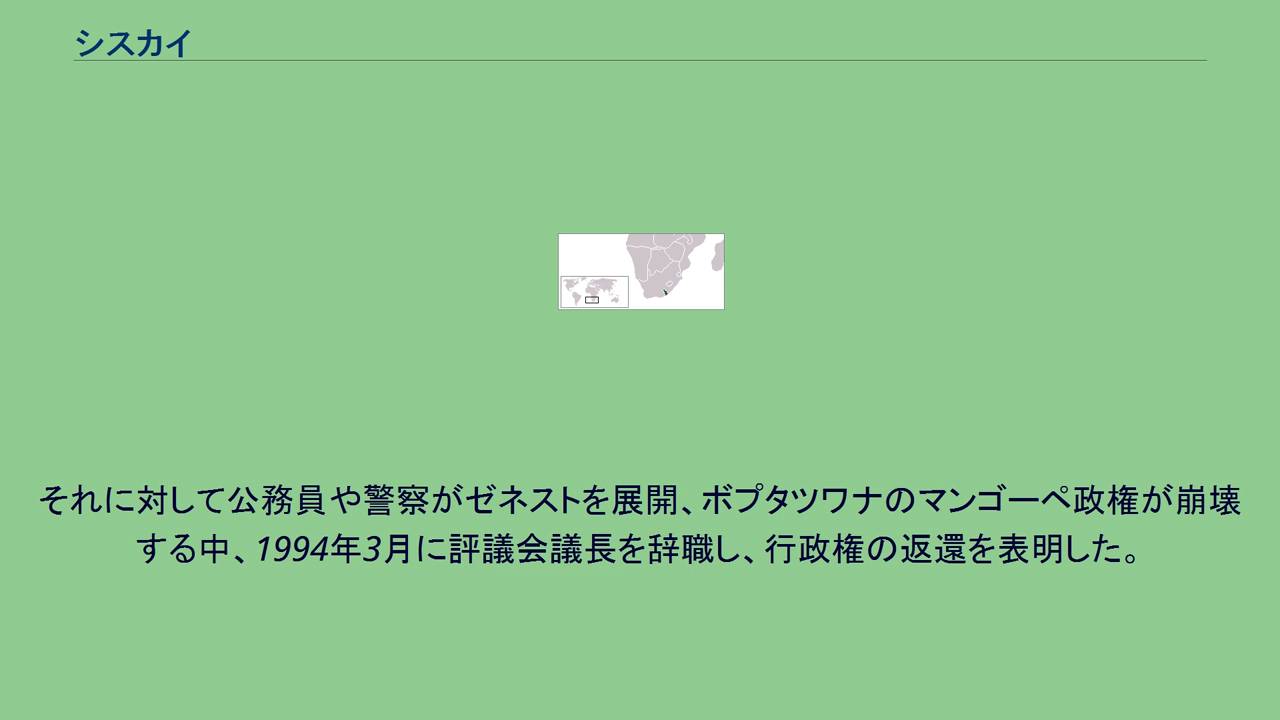 シスカイ
それに対して公務員や警察がゼネストを展開、ボプタツワナのマンゴーペ政権が崩壊
する中、1994年3月に評議会議長を辞職し、行政権の返還を表明した。